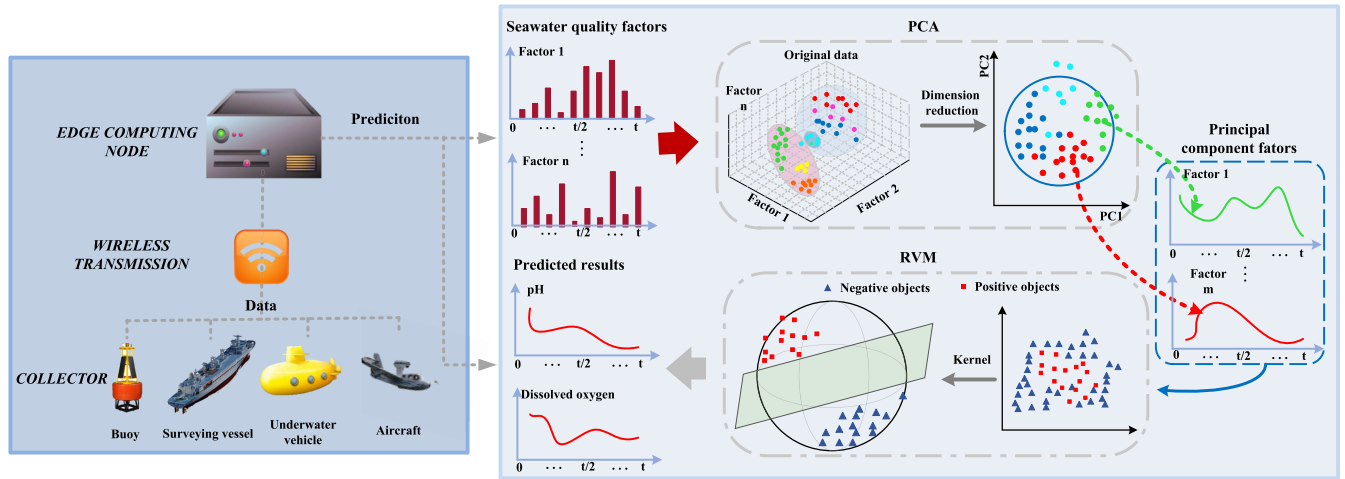 EDGE COMPUTING
NODE
Prediciton
WIRELESS
TRANSMISSION
Data
COLLECTOR
Buoy
Surveying vessel
Underwater
vehicle
Aircraft
Seawater quality factors
Factor 1
0 ... t/2 ... t
Factor n
0 ... t/2 ... t
Predicted results
pH
0 ... t/2 ... t
Dissolved oxygen
0 ... t/2 ... t
PCA
Original data
Factor
n
Factor 1
Factor 2
Dimension
reduction
PC2
PC1
Principal
component fators
Factor 1
0 ... t/2 ... t
Factor
m
0 ... t/2 ... t
RVM
Negative objects
Positive objects
Kernel